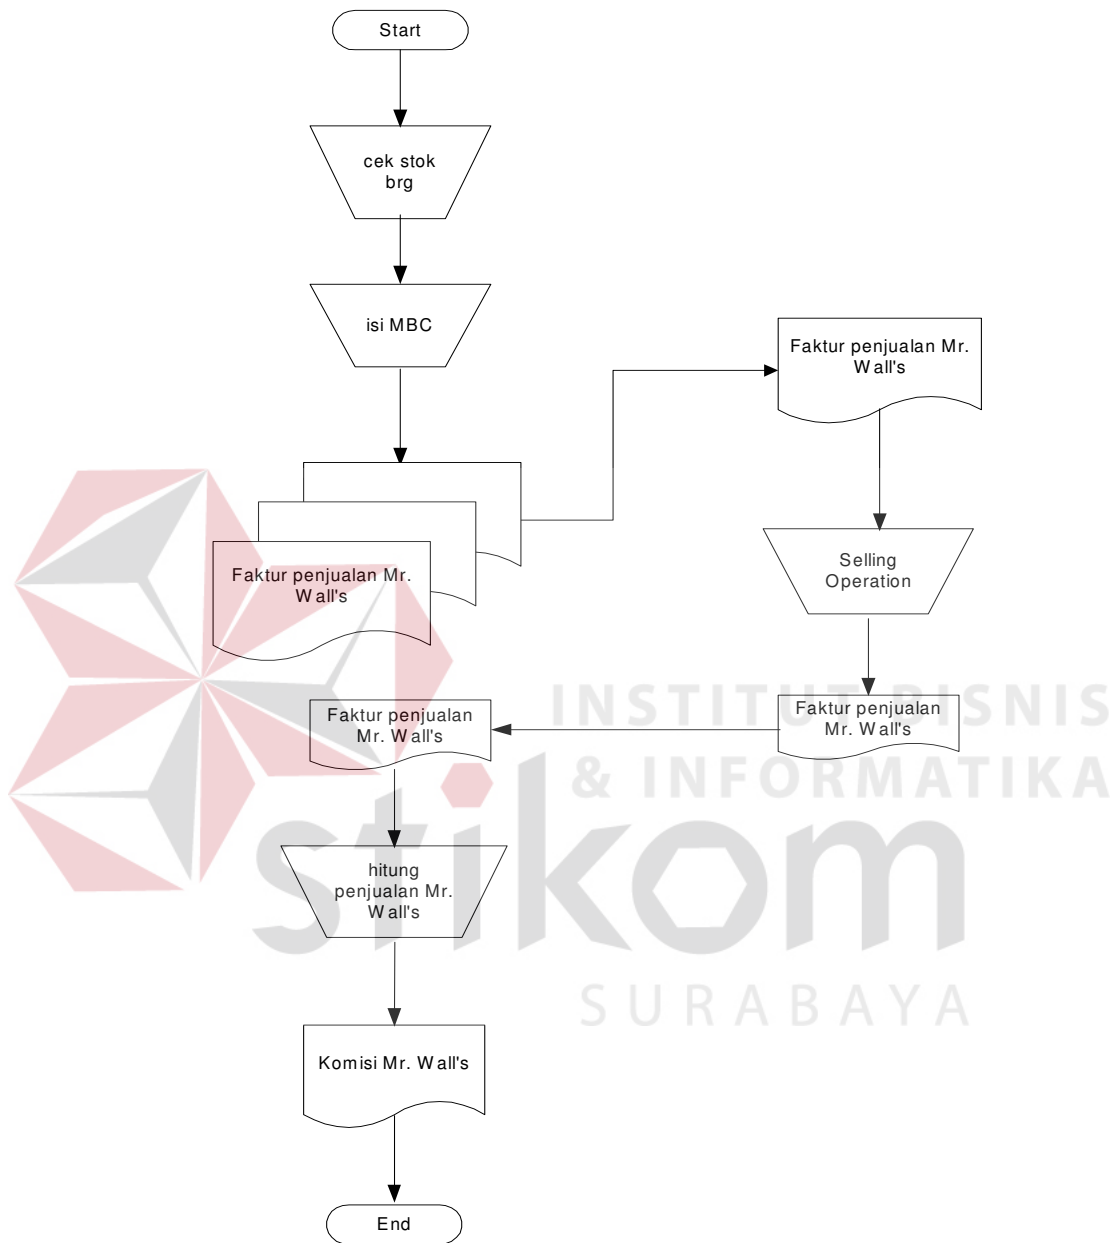 Start
cek stok
brg
isi MBC
Faktur penjualan Mr.
Wall's
Faktur penjualan Mr.
Wall's
Selling
Operation
Faktur penjualan
Mr. Wall's
Faktur penjualan
Mr. Wall's
hitung
penjualan Mr.
Wall's
Komisi Mr. Wall's
End
INSTITUT BISNIS
& INFORMATIKA
stikom
SURABAYA